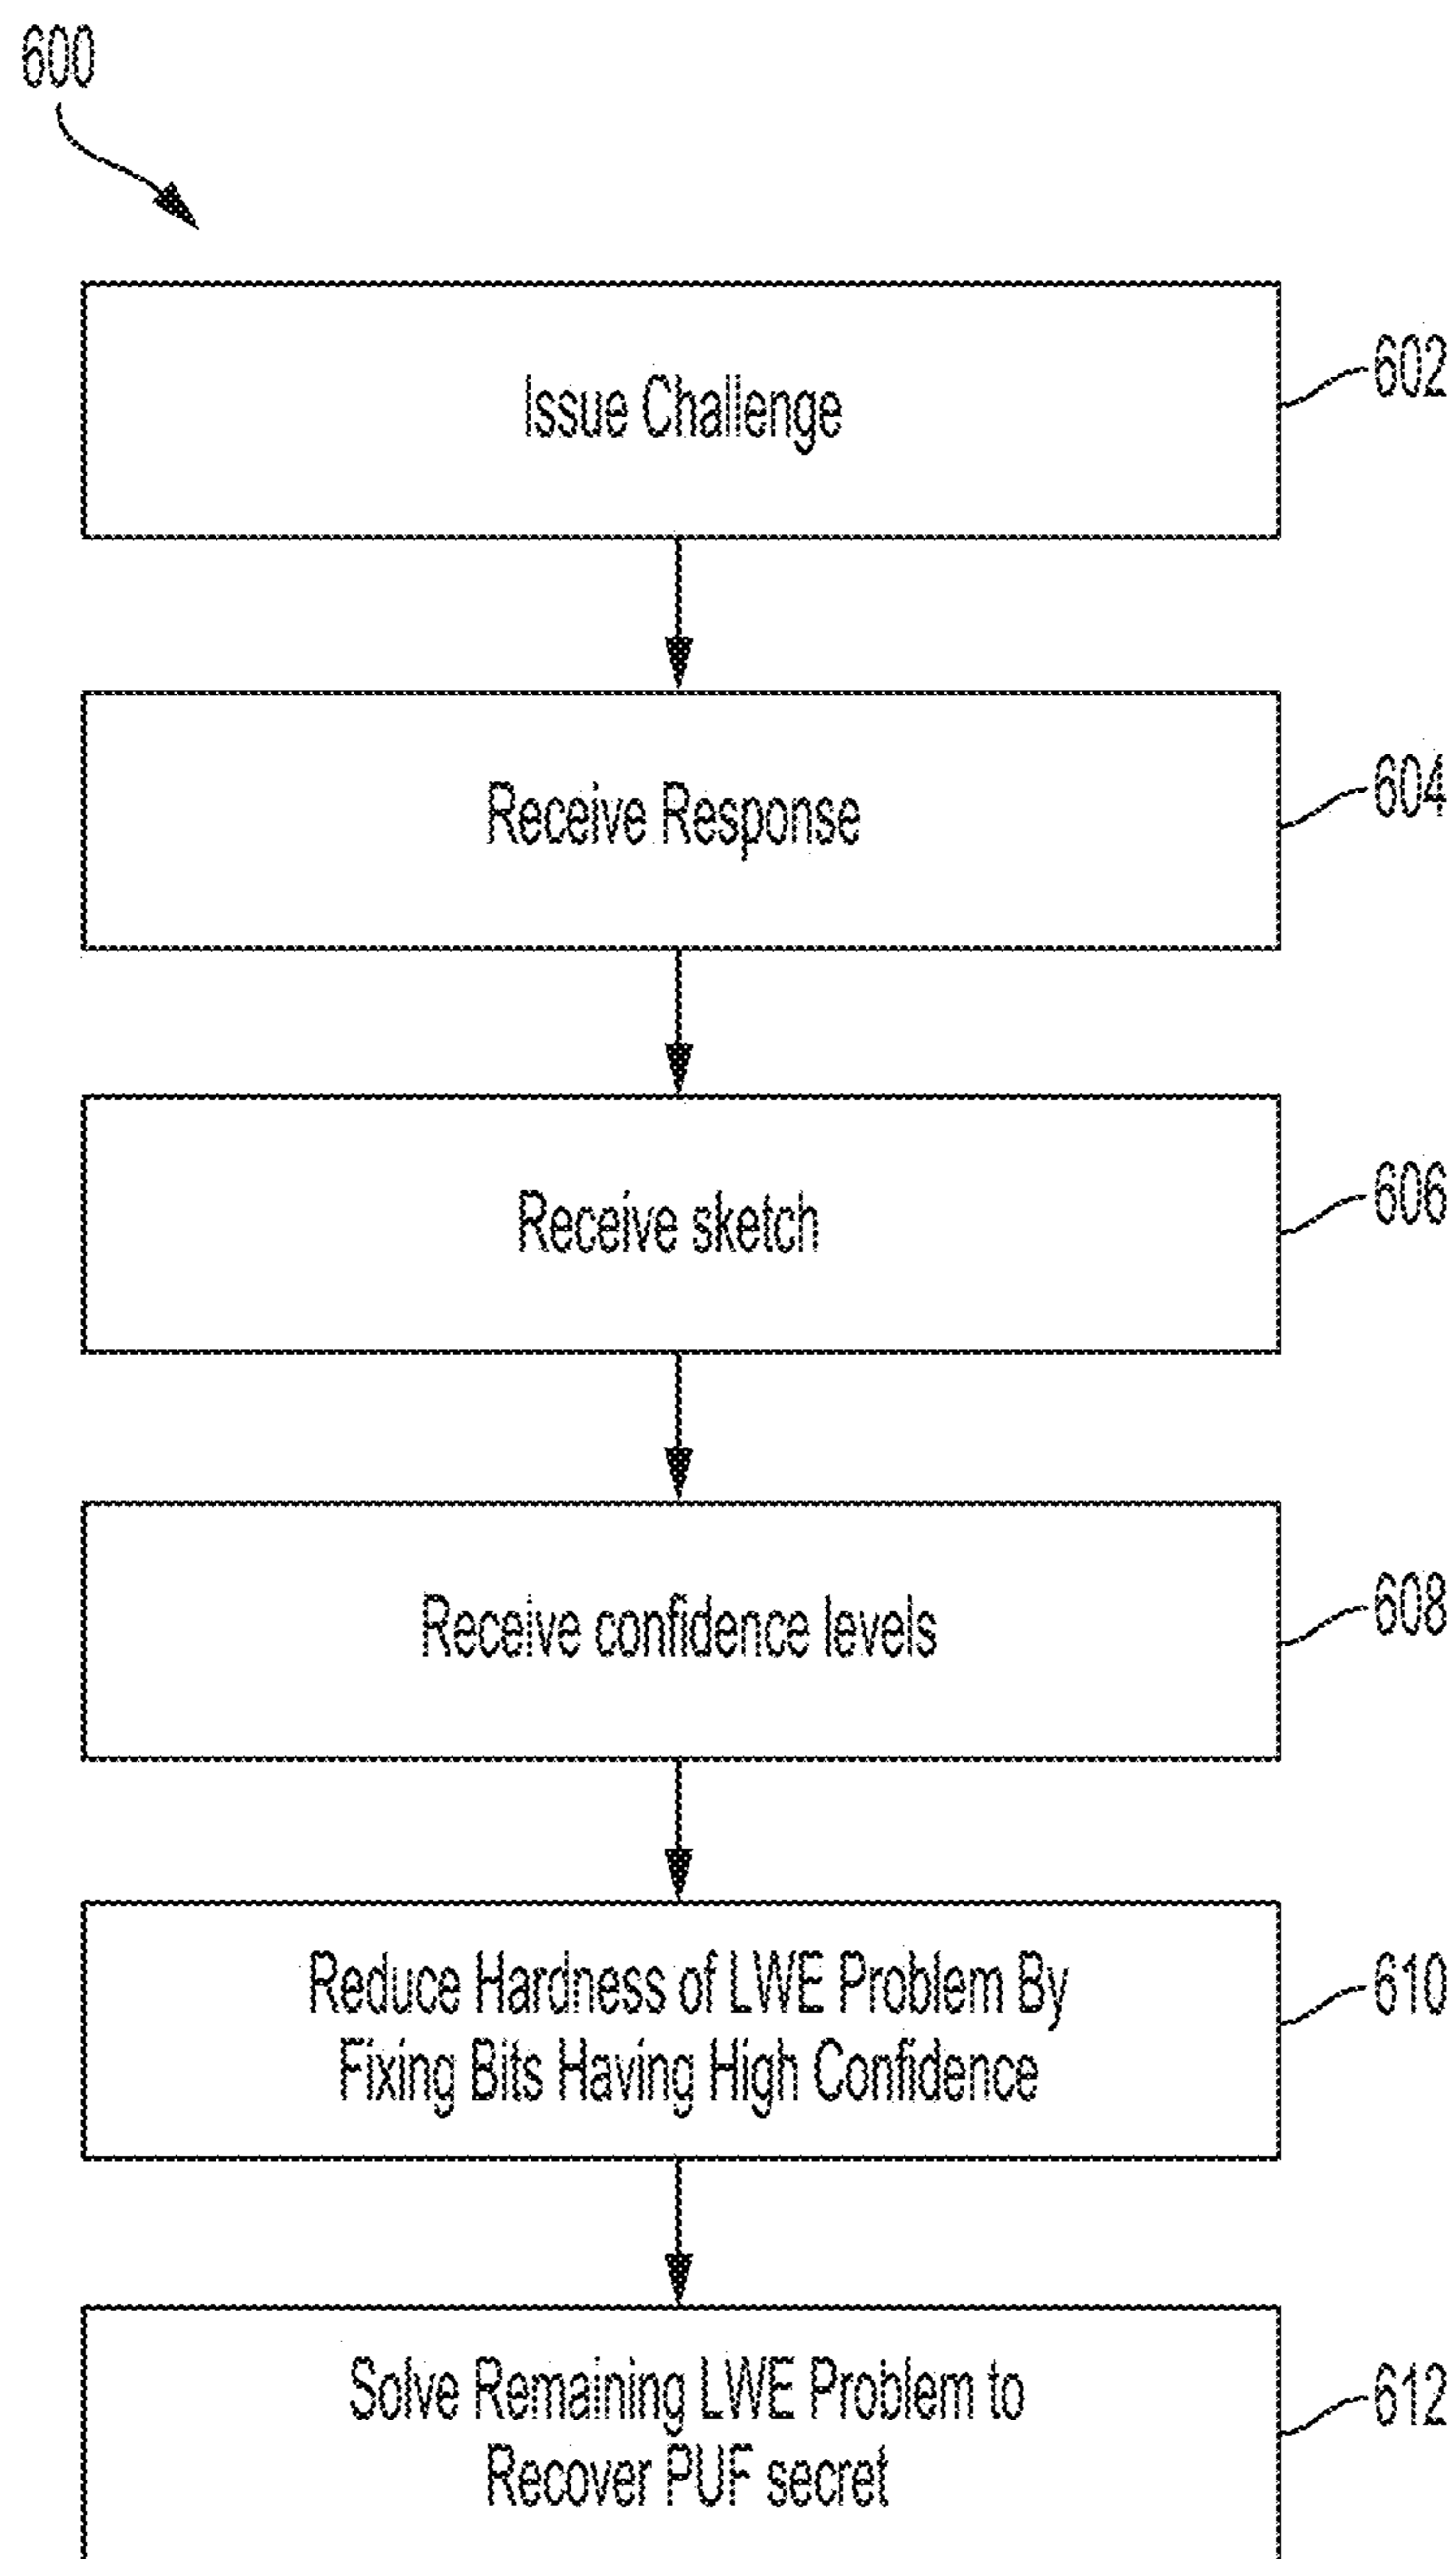 600
Issue Challenge
602
Receive Response
604
Receive sketch
606
Receive confidence levels
608
Reduce Hardness of LWE Problem By
Fixing Bits Having High Confidence
610
Solve Remaining LWE Problem to
Recover PUF secret
612